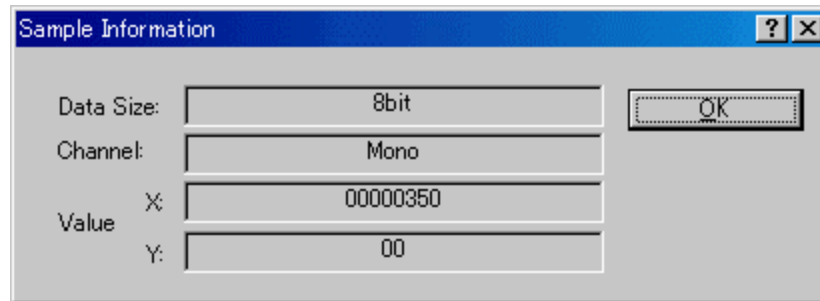 Sample Information
Data Size: 8bit
OK
Channel: Mono
Value
X: 00000350
Y: 00